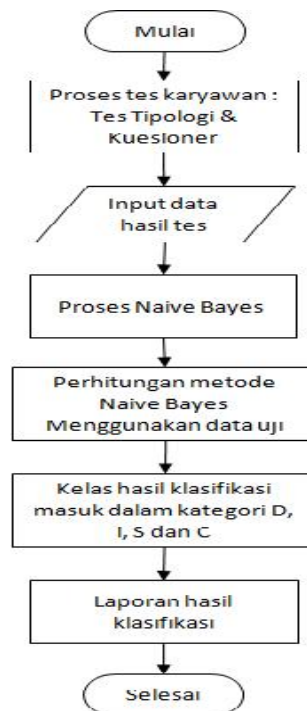 Mulai
Proses tes karyawan :
Tes Tipologi &
Kuesioner
Input data
hasil tes
Proses Naive Bayes
Perhitungan metode
Naive Bayes
Menggunakan data uji
Kelas hasil klasifikasi
masuk dalam kategori D,
I, S dan C
Laporan hasil
klasifikasi
Selesai